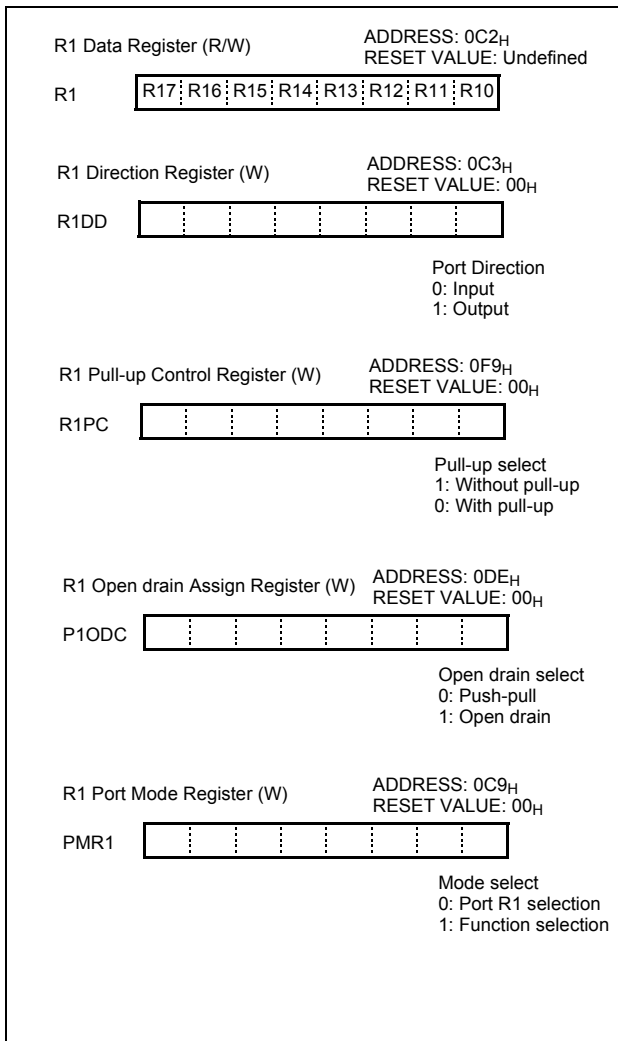 R1 Data Register (R/W)
ADDRESS: 0C2H
RESET VALUE: Undefined
R1
R17 R16 R15 R14 R13 R12 R11 R10
R1 Direction Register (W)
ADDRESS: 0C3H
RESET VALUE: 00H
R1DD
Port Direction
0: Input
1: Output
R1 Pull-up Control Register (W)
ADDRESS: 0F9H
RESET VALUE: 00H
R1PC
Pull-up select
1: Without pull-up
0: With pull-up
R1 Open drain Assign Register (W)
ADDRESS: 0DEH
RESET VALUE: 00H
P1ODC
Open drain select
0: Push-pull
1: Open drain
R1 Port Mode Register (W)
ADDRESS: 0C9H
RESET VALUE: 00H
PMR1
Mode select
0: Port R1 selection
1: Function selection